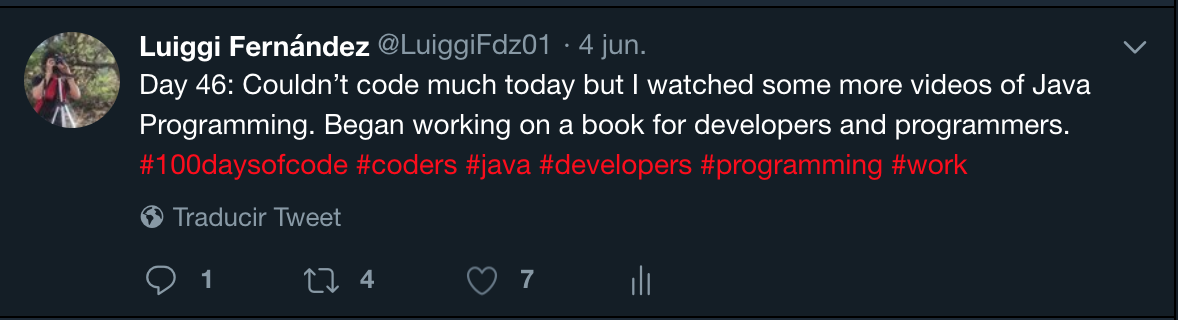 Luiggi Fernández @LuiggiFdz01 · 4 jun.
Day 46: Couldn’t code much today but I watched some more videos of Java
Programming. Began working on a book for developers and programmers.
#100daysofcode #coders #java #developers #programming #work
Traducir Tweet
1 4 7